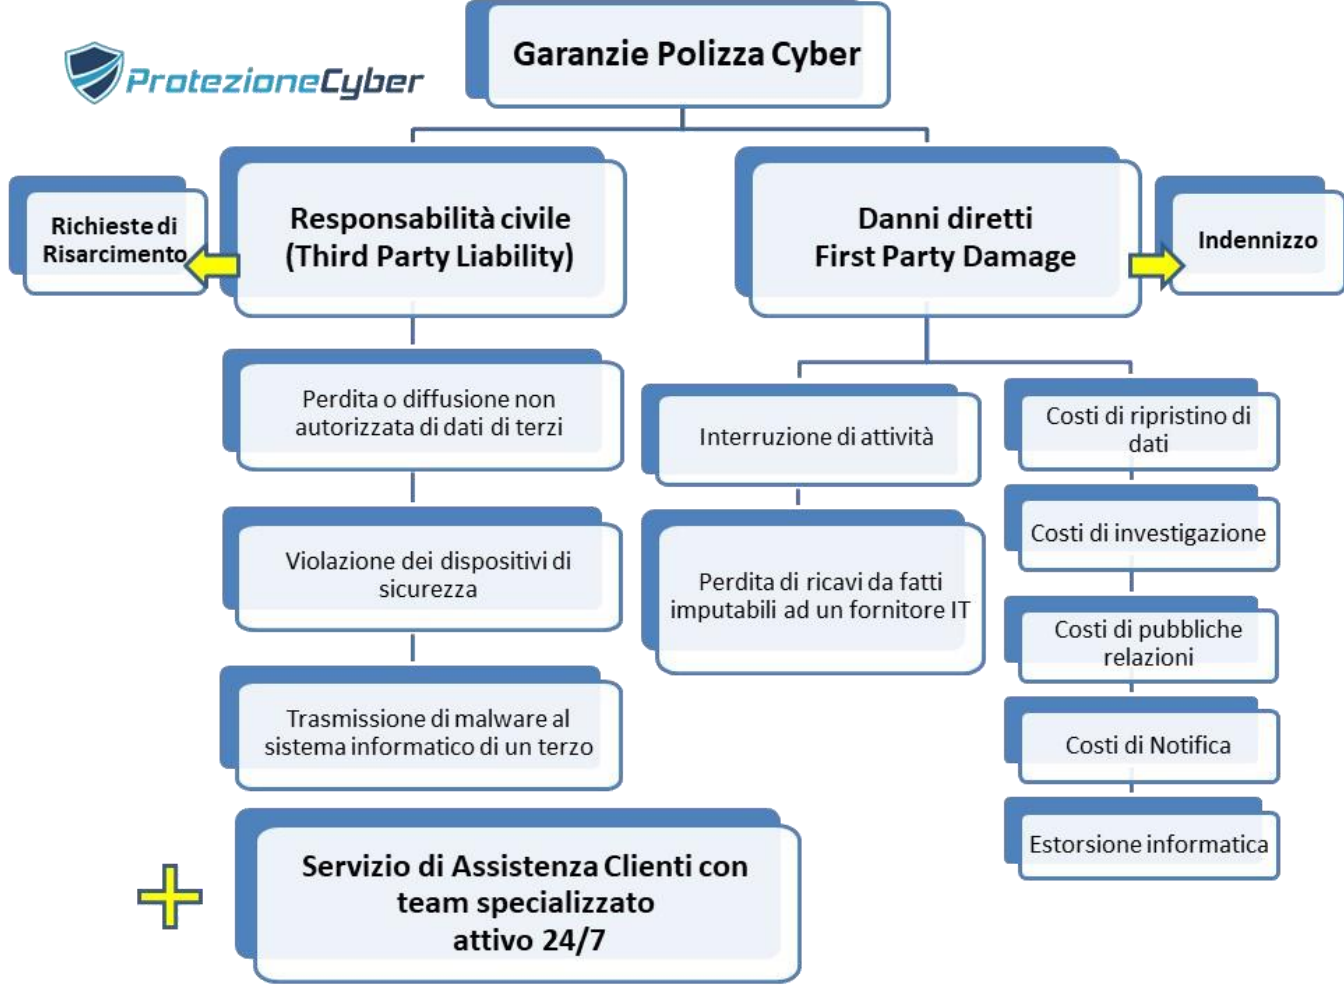 Garanzie Polizza Cyber
ProtezioneCyber
Richieste di
Risarcimento
Responsabilità civile
(Third Party Liability)
Danni diretti
First Party Damage
Indennizzo
Perdita o diffusione non
autorizzata di dati di terzi
Violazione dei dispositivi di
sicurezza
Trasmissione di malware al
sistema informatico di un terzo
Interruzione di attività
Perdita di ricavi da fatti
imputabili ad un fornitore IT
Costi di ripristino di
dati
Costi di investigazione
Costi di pubbliche
relazioni
Costi di Notifica
Estorsione informatica
Servizio di Assistenza Clienti con
team specializzato
attivo 24/7